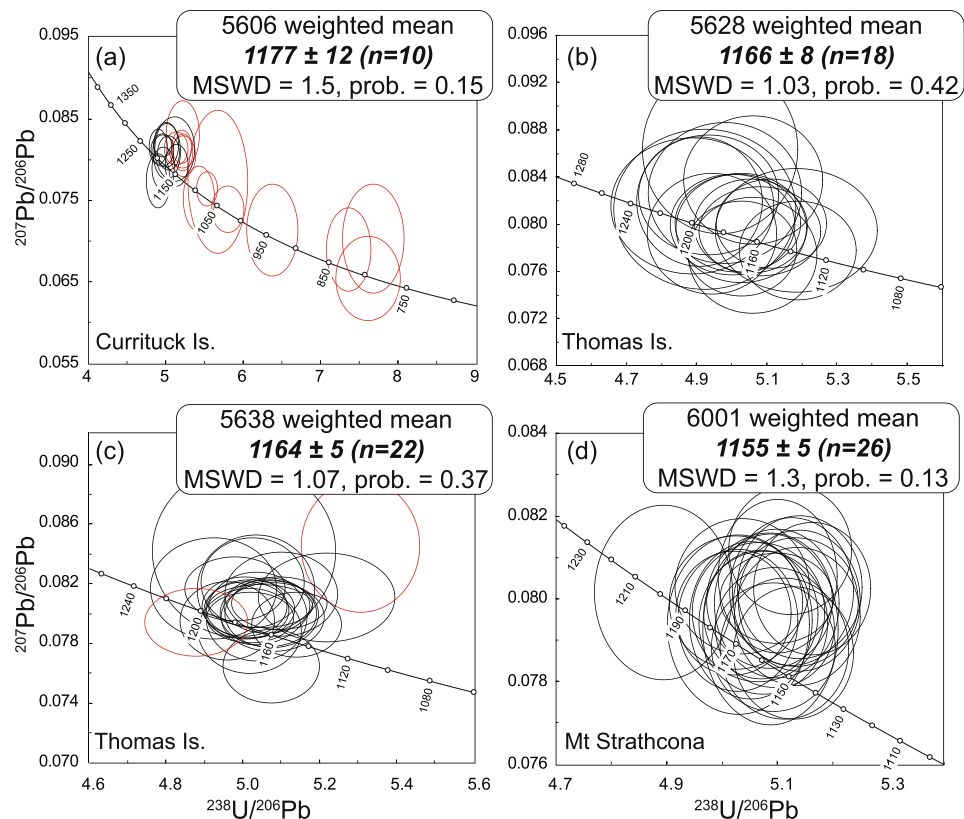 5606 weighted mean
1177 ± 12 (n=10)
MSWD = 1.5, prob. = 0.15
(a)
0.095
0.085
0.075
0.065
0.055
²⁰⁷Pb/²⁰⁶Pb
1350
1250
1150
1050
950
850
750
Currituck Is.
4
5
6
7
8
9
5628 weighted mean
1166 ± 8 (n=18)
MSWD = 1.03, prob. = 0.42
(b)
0.096
0.092
0.088
0.084
0.080
0.076
0.072
0.068
1280
1240
1200
1160
1120
1080
Thomas Is.
4.5
4.7
4.9
5.1
5.3
5.5
5638 weighted mean
1164 ± 5 (n=22)
MSWD = 1.07, prob. = 0.37
(c)
0.090
0.086
0.082
0.078
0.074
0.070
²⁰⁷Pb/²⁰⁶Pb
1240
1200
1160
1120
1080
Thomas Is.
4.6
4.8
5.0
5.2
5.4
5.6
²³⁸U/²⁰⁶Pb
6001 weighted mean
1155 ± 5 (n=26)
MSWD = 1.3, prob. = 0.13
(d)
0.084
0.082
0.080
0.078
0.076
1230
1210
1190
1170
1150
1130
1110
Mt Strathcona
4.7
4.9
5.1
5.3
²³⁸U/²⁰⁶Pb